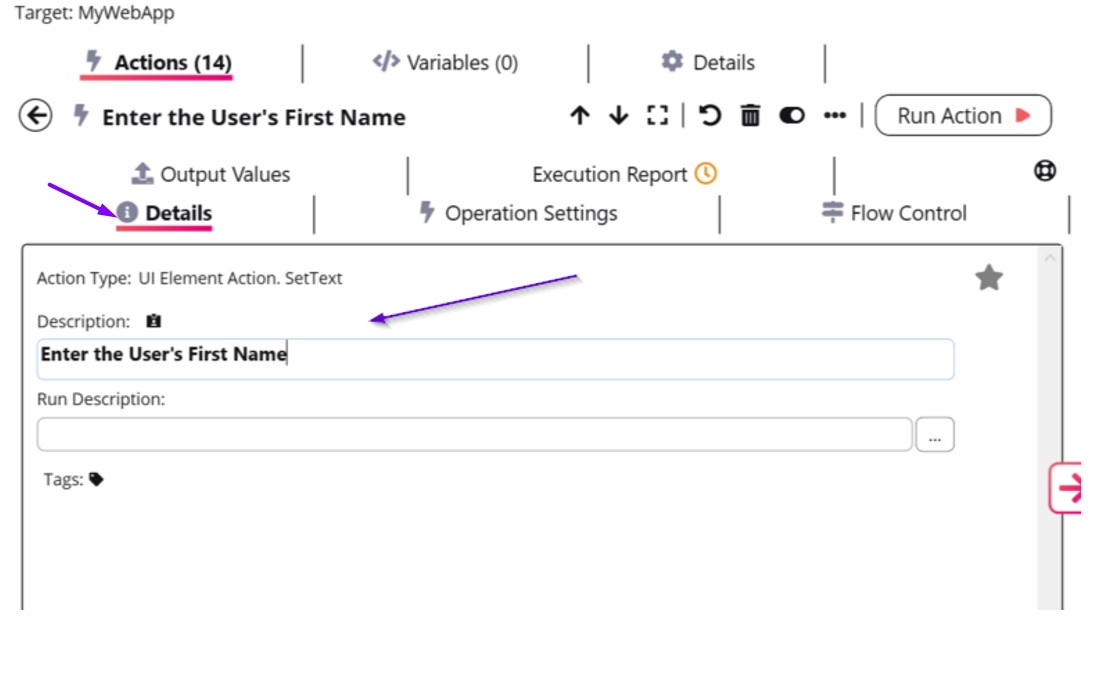 Target: MyWebApp
Actions (14) Variables (0) Details
Enter the User's First Name Run Action
Output Values Execution Report
Details Operation Settings Flow Control
Action Type: UI Element Action. SetText
Description:
Enter the User's First Name
Run Description:
...
Tags: